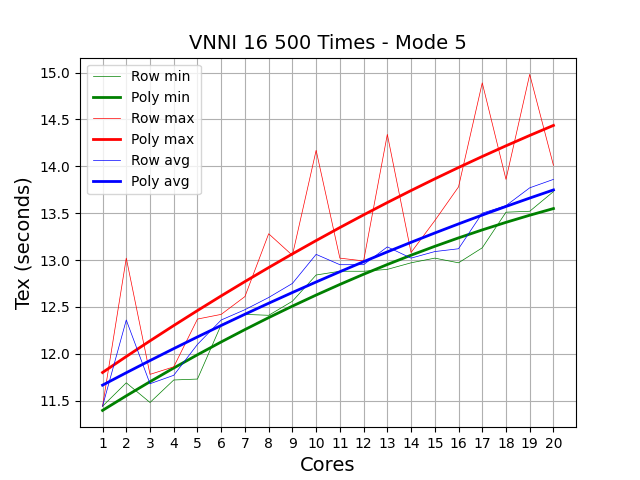 VNNI 16 500 Times - Mode 5
Row min
Poly min
Row max
Poly max
Row avg
Poly avg
15.0
14.5
14.0
13.5
13.0
12.5
12.0
11.5
Tex (seconds)
1 2 3 4 5 6 7 8 9 10 11 12 13 14 15 16 17 18 19 20
Cores